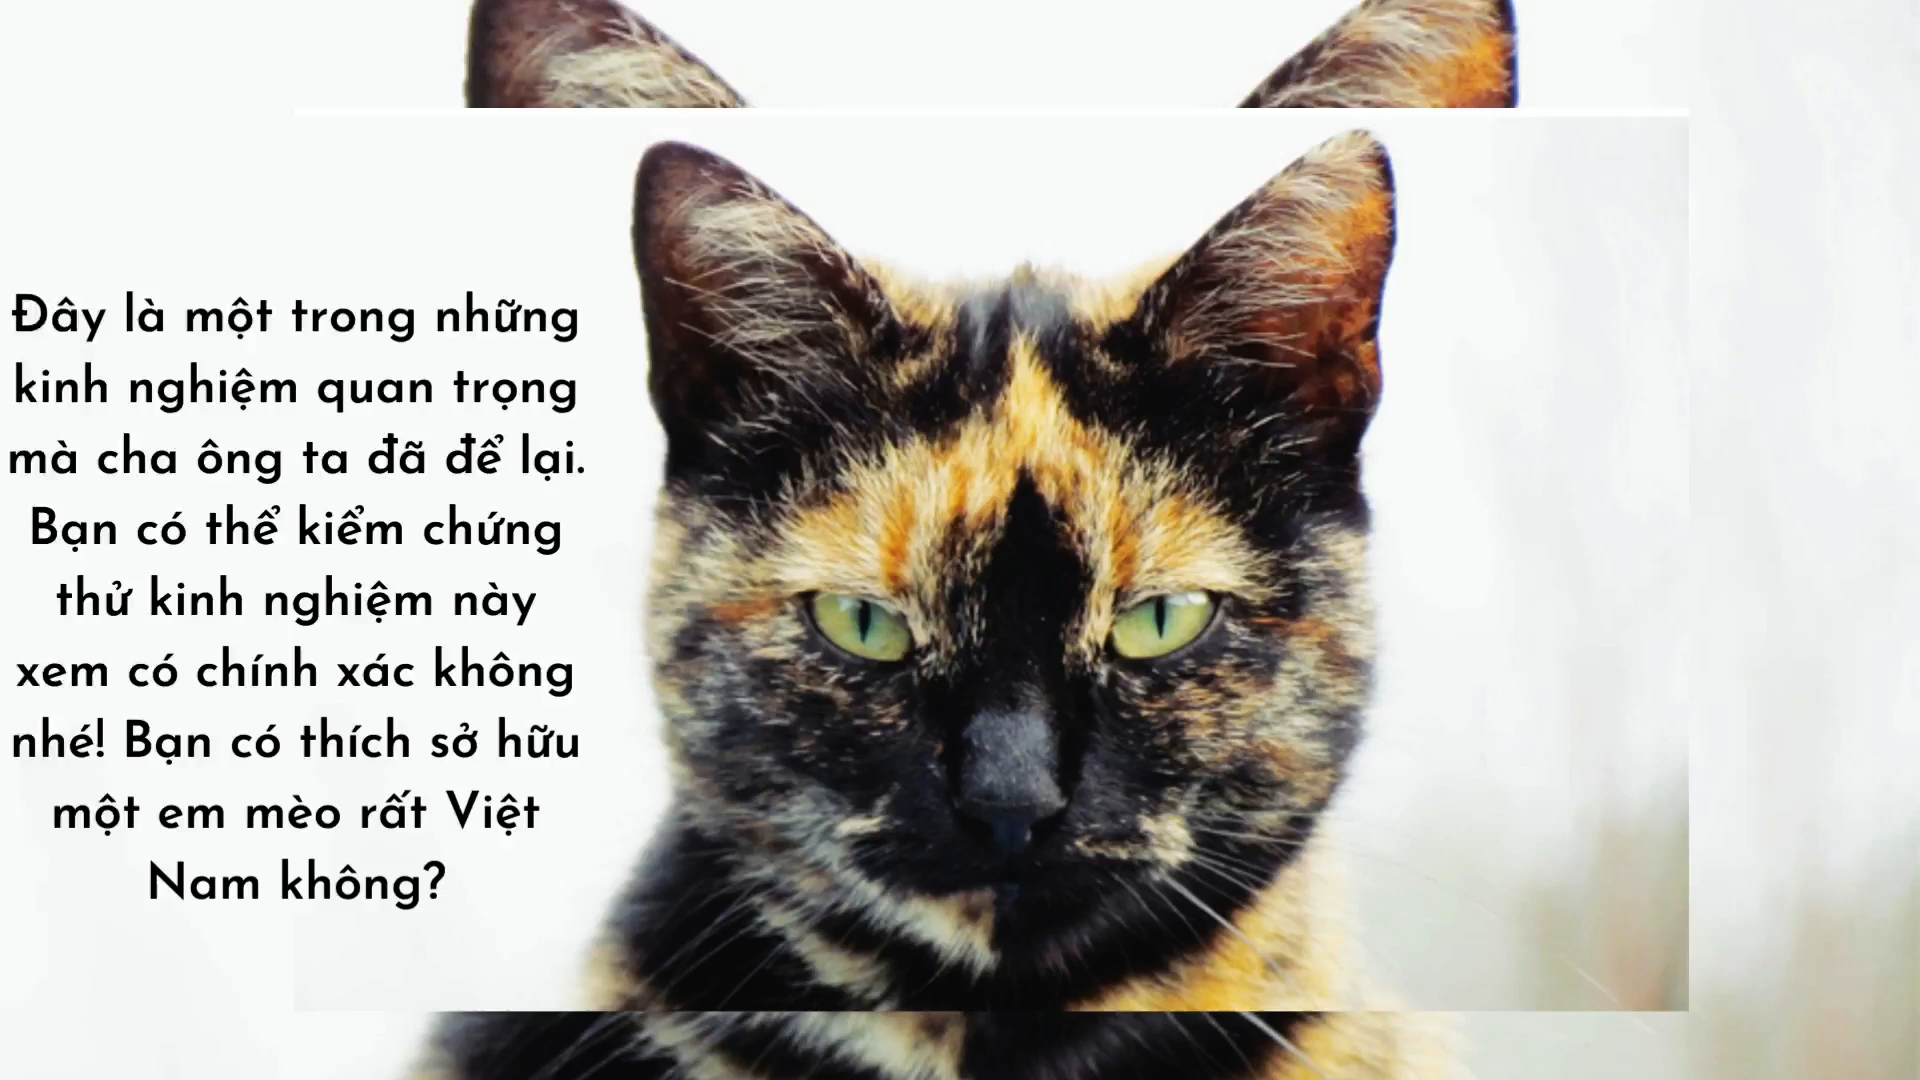 Đây là một trong những
kinh nghiệm quan trọng
mà cha ông ta đã để lại.
Bạn có thể kiểm chứng
thử kinh nghiệm này
xem có chính xác không
nhé! Bạn có thích sở hữu
một em mèo rất Việt
Nam không?